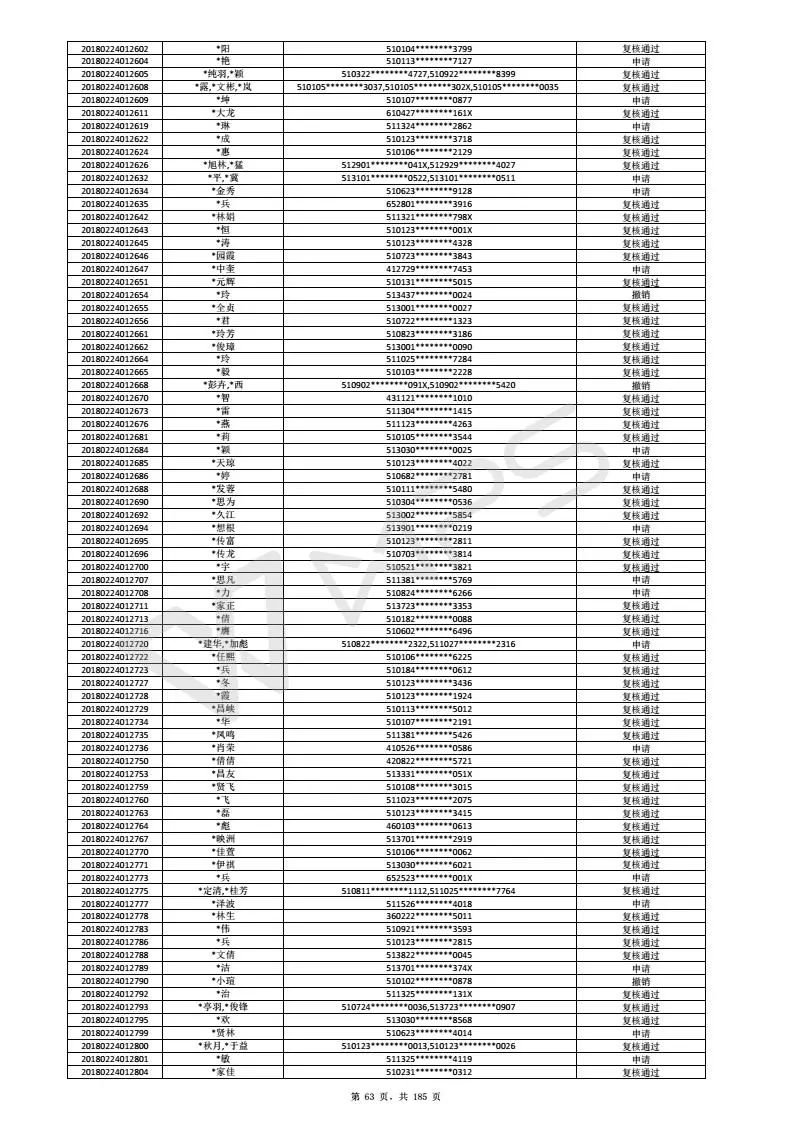 20180224012602 *阳 510104********3799 复核通过
20180224012604 *艳 510113********7127 申请
20180224012605 *纯羽,*颖 510322********4727,510922********8399 复核通过
20180224012608 *露,*文彬,*岚 510105********3037,510105********302X,510105********0035 复核通过
20180224012609 *坤 510107********0877 申请
20180224012611 *大龙 610427********161X 复核通过
20180224012619 *琳 511324********2862 申请
20180224012622 *成 510123********3718 复核通过
20180224012624 *惠 510106********2129 复核通过
20180224012626 *旭林,*猛 512901********041X,512929********4027 复核通过
20180224012632 *平,*冀 513101********0522,513101********0511 申请
20180224012634 *金秀 510623********9128 申请
20180224012635 *兵 652801********3916 复核通过
20180224012642 *林娟 511321********798X 复核通过
20180224012643 *恒 510123********001X 复核通过
20180224012645 *涛 510123********4328 复核通过
20180224012646 *园霞 510723********3843 复核通过
20180224012647 *中奎 412729********7453 申请
20180224012651 *元辉 510131********5015 复核通过
20180224012654 *玲 513437********0024 撤销
20180224012655 *全贞 513001********0027 复核通过
20180224012656 *君 510722********1323 复核通过
20180224012661 *玲芳 510823********3186 复核通过
20180224012662 *俊璋 513001********0090 复核通过
20180224012664 *玲 511025********7284 复核通过
20180224012665 *毅 510103********2228 复核通过
20180224012668 *彭卉,*西 510902********091X,510902********5420 撤销
20180224012670 *智 431121********1010 复核通过
20180224012673 *雷 511304********1415 复核通过
20180224012676 *燕 511123********4263 复核通过
20180224012681 *莉 510105********3544 复核通过
20180224012684 *颖 513030********0025 申请
20180224012685 *天琼 510123********4022 复核通过
20180224012686 *婷 510682********2781 申请
20180224012688 *发蓉 510111********5480 复核通过
20180224012690 *思为 510304********0536 复核通过
20180224012692 *久江 513002********5854 复核通过
20180224012694 *想根 513901********0219 申请
20180224012695 *传富 510123********2811 复核通过
20180224012696 *传龙 510703********3814 复核通过
20180224012700 *宇 510521********3821 复核通过
20180224012707 *思凡 511381********5769 申请
20180224012708 *力 510824********6266 申请
20180224012711 *家正 513723********3353 复核通过
20180224012713 *倩 510182********0088 复核通过
20180224012716 *膺 510602********6496 复核通过
20180224012720 *建华,*加彪 510822********2322,511027********2316 申请
20180224012722 *任熙 510106********6225 复核通过
20180224012723 *兵 510184********0612 复核通过
20180224012727 *冬 510123********3436 复核通过
20180224012728 *霞 510123********1924 复核通过
20180224012729 *昌峡 510113********5012 复核通过
20180224012734 *华 510107********2191 复核通过
20180224012735 *凤鸣 511381********5426 复核通过
20180224012736 *肖荣 410526********0586 申请
20180224012750 *倩倩 420822********5721 复核通过
20180224012753 *昌友 513331********051X 复核通过
20180224012759 *贤飞 510108********3015 复核通过
20180224012760 *飞 511023********2075 复核通过
20180224012763 *磊 510123********3415 复核通过
20180224012764 *彪 460103********0613 复核通过
20180224012767 *映洲 513701********2919 复核通过
20180224012770 *佳萱 510106********0062 复核通过
20180224012771 *伊祺 513030********6021 复核通过
20180224012773 *兵 652523********001X 申请
20180224012775 *定清,*桂芳 510811********1112,511025********7764 复核通过
20180224012777 *泽波 511526********4018 申请
20180224012778 *林生 360222********5011 复核通过
20180224012783 *伟 510921********3593 复核通过
20180224012786 *兵 510123********2815 复核通过
20180224012788 *文倩 513822********0045 复核通过
20180224012789 *洁 513701********374X 申请
20180224012790 *小瑄 510102********0878 撤销
20180224012792 *治 511325********131X 复核通过
20180224012793 *亭羽,*俊锋 510724********0036,513723********0907 复核通过
20180224012795 *欢 513030********8568 复核通过
20180224012799 *贤林 510623********4014 申请
20180224012800 *秋月,*于益 510123********0013,510123********0026 复核通过
20180224012801 *敏 511325********4119 申请
20180224012804 *家佳 510231********0312 复核通过
第 63 页，共 185 页